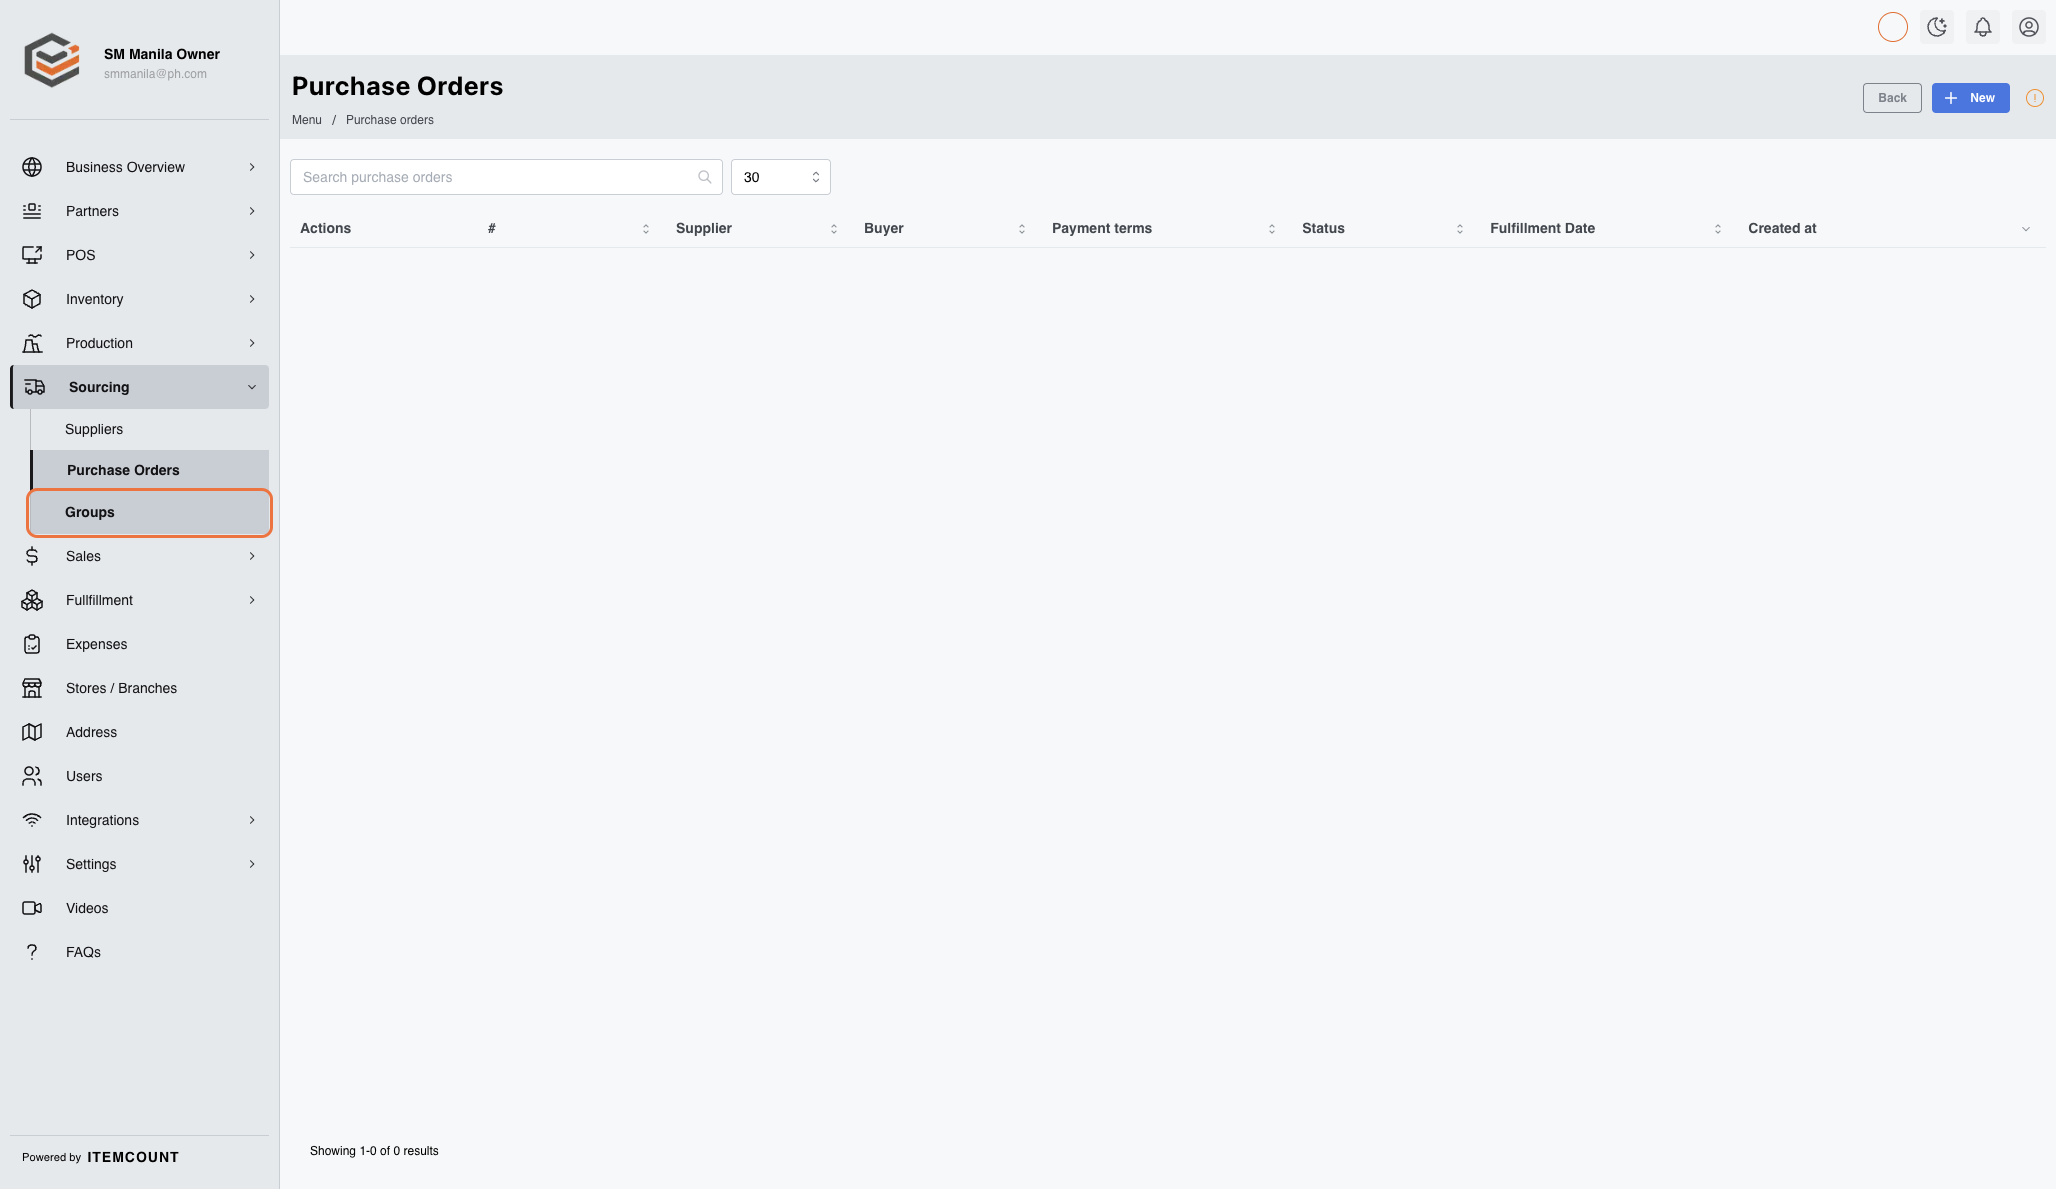 SM Manila Owner
smmanila@ph.com
Business Overview
Partners
POS
Inventory
Production
Sourcing
Suppliers
Purchase Orders
Groups
Sales
Fullfillment
Expenses
Stores / Branches
Address
Users
Integrations
Settings
Videos
FAQs
Powered by ITEMCOUNT
Purchase Orders
Menu / Purchase orders
Back
New
Search purchase orders
30
Actions # Supplier Buyer Payment terms Status Fulfillment Date Created at
Showing 1-0 of 0 results